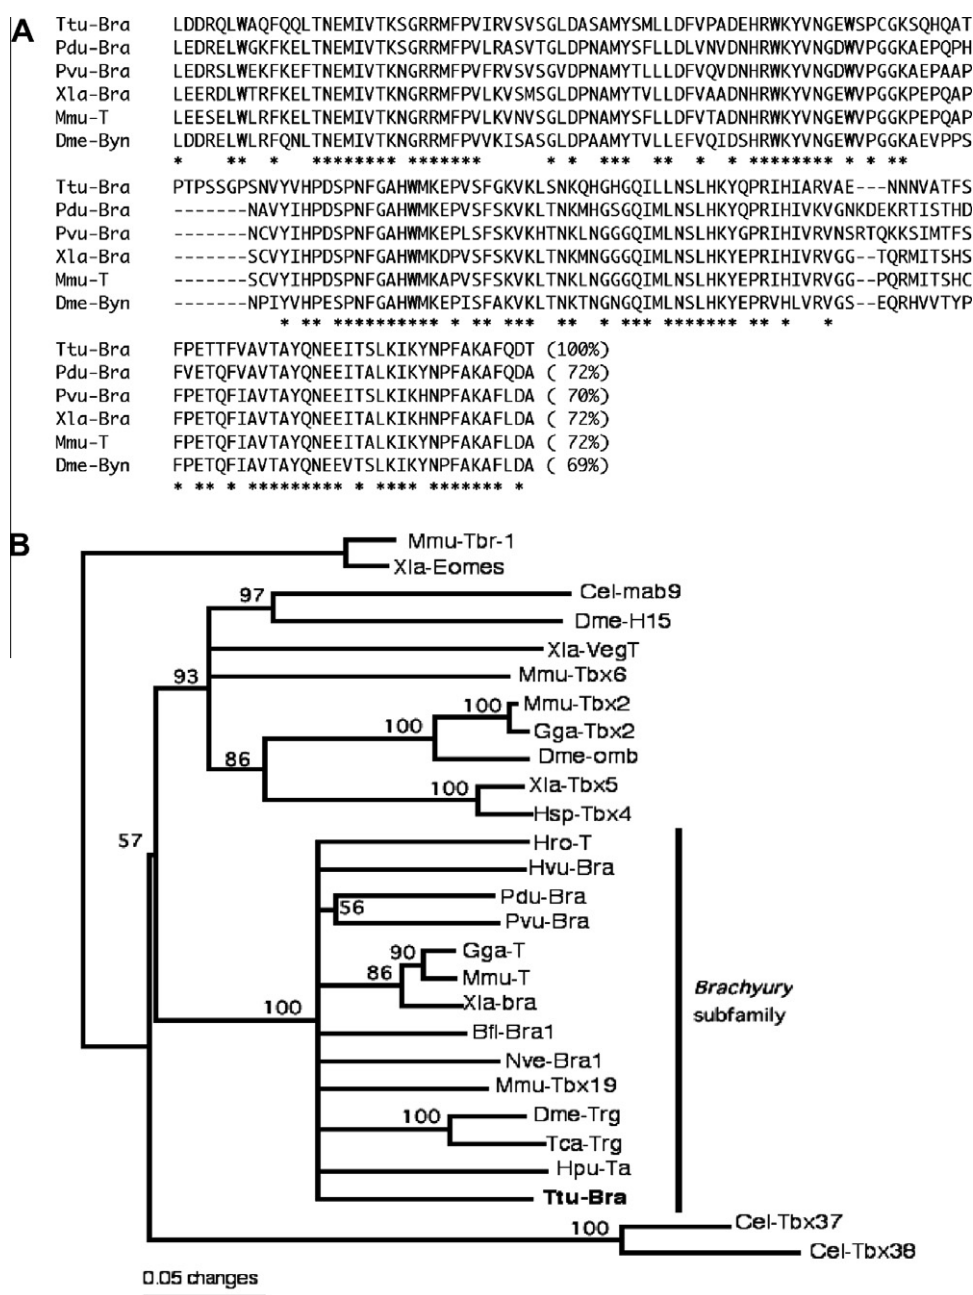 A
Ttu-Bra LDDRQLWAQFQQLTNEMIVTKSGRRMFPVIRVSVSGLDASAMYSMLLDFVPADEHRWKYVNGEWSPCGKSQHQAT
Pdu-Bra LEDRELWGKFKELTNEMIVTKSGRRMFPVLRASVTGLDPNAMYSFLLDLVNVDNHRWKYVNGDWVPGGKAEPQPH
Pvu-Bra LEDRSLWEKFKEFTNEMIVTKNGRRMFPVFRVSVSGVDPNAMYTLLLDFVQVDNHRWKYVNGDWVPGGKAEPAAP
Xla-Bra LEERDLWTRFKELTNEMIVTKNGRRMFPVLKVSMSGLDPNAMYTVLLDFVAADNHRWKYVNGEWVPGGKPEPQAP
Mmu-T LEESELWLRFKELTNEMIVTKNGRRMFPVLKVNVSGLDPNAMYSFLLDFVTADNHRWKYVNGEWVPGGKPEPQAP
Dme-Byn LDDRELWLRFQNLTNEMIVTKNGRRMFPVVKISASGLDPAAMYTVLLEFVQIDSHRWKYVNGEWVPGGKAEVPPS
* ** * **************** * * *** ** * * ******** * * **
Ttu-Bra PTPSSGPSNVYVHPDSPNFGAHWMKEPVSFGKVKLSNKQHGHGQILLNSLHKYQPRIHIARVAE---NNNVATFS
Pdu-Bra -------NAVYIHPDSPNFGAHWMKEPVSFSKVKLTNKMHGSGQIMLNSLHKYQPRIHIVKVGNKDEKRTISTHD
Pvu-Bra -------NCVYIHPDSPNFGAHWMKLPESFSKVKHTNKLNGGGQIMLNSLHKYGPRIHIVRVNSRTQKKSIMTFS
Xla-Bra -------SCVYIHPDSPNFGAHWMKDPVSFSKVKLTNKMNGGGQIMLNSLHKYEPRIHIVRVGG--TQRMITSHS
Mmu-T -------SCVYIHPDSPNFGAHWMKAPVSFSKVKLTNKLNGGGQIMLNSLHKYEPRIHIVRVGG--PQRMITSHC
Dme-Byn -------NPIYVHPESPNFGAHWMKEPISFAKVKLTNKTNGNGQIMLNSLHKYEPRVHLVRVGS--EQRHVVTYP
* ** ********** * ** *** ** * *** ******* ** * *
Ttu-Bra FPETTFVAVTAYQNEEITSLKIKYNPFAKAFQDT (100%)
Pdu-Bra FVETQFVAVTAYQNEEITALKIKYNPFAKAFQDA ( 72%)
Pvu-Bra FPETQFIAVTAYQNEEITALKIKHNPFAKAFLDA ( 70%)
Xla-Bra FPETQFIAVTAYQNEEITALKIKHNPFAKAFLDA ( 72%)
Mmu-T FPETQFIAVTAYQNEEITALKIKYNPFAKAFLDA ( 72%)
Dme-Byn FPETQFIAVTAYQNEEVTSLKIKYNPFAKAFLDA ( 69%)
* ** * ********* * **** ******* *
B
Mmu-Tbr-1
Xla-Eomes
97
Cel-mab9
Dme-H15
Xla-VegT
93
Mmu-Tbx6
100
Mmu-Tbx2
100
Gga-Tbx2
86
Dme-omb
100
Xla-Tbx5
Hsp-Tbx4
57
Hro-T
Hvu-Bra
Pdu-Bra
56
Pvu-Bra
90
Gga-T
86
Mmu-T
Xla-bra
100
Bfl-Bra1
Nve-Bra1
Mmu-Tbx19
100
Dme-Trg
Tca-Trg
Hpu-Ta
Ttu-Bra
Brachyury
subfamily
100
Cel-Tbx37
Cel-Tbx38
0.05 changes